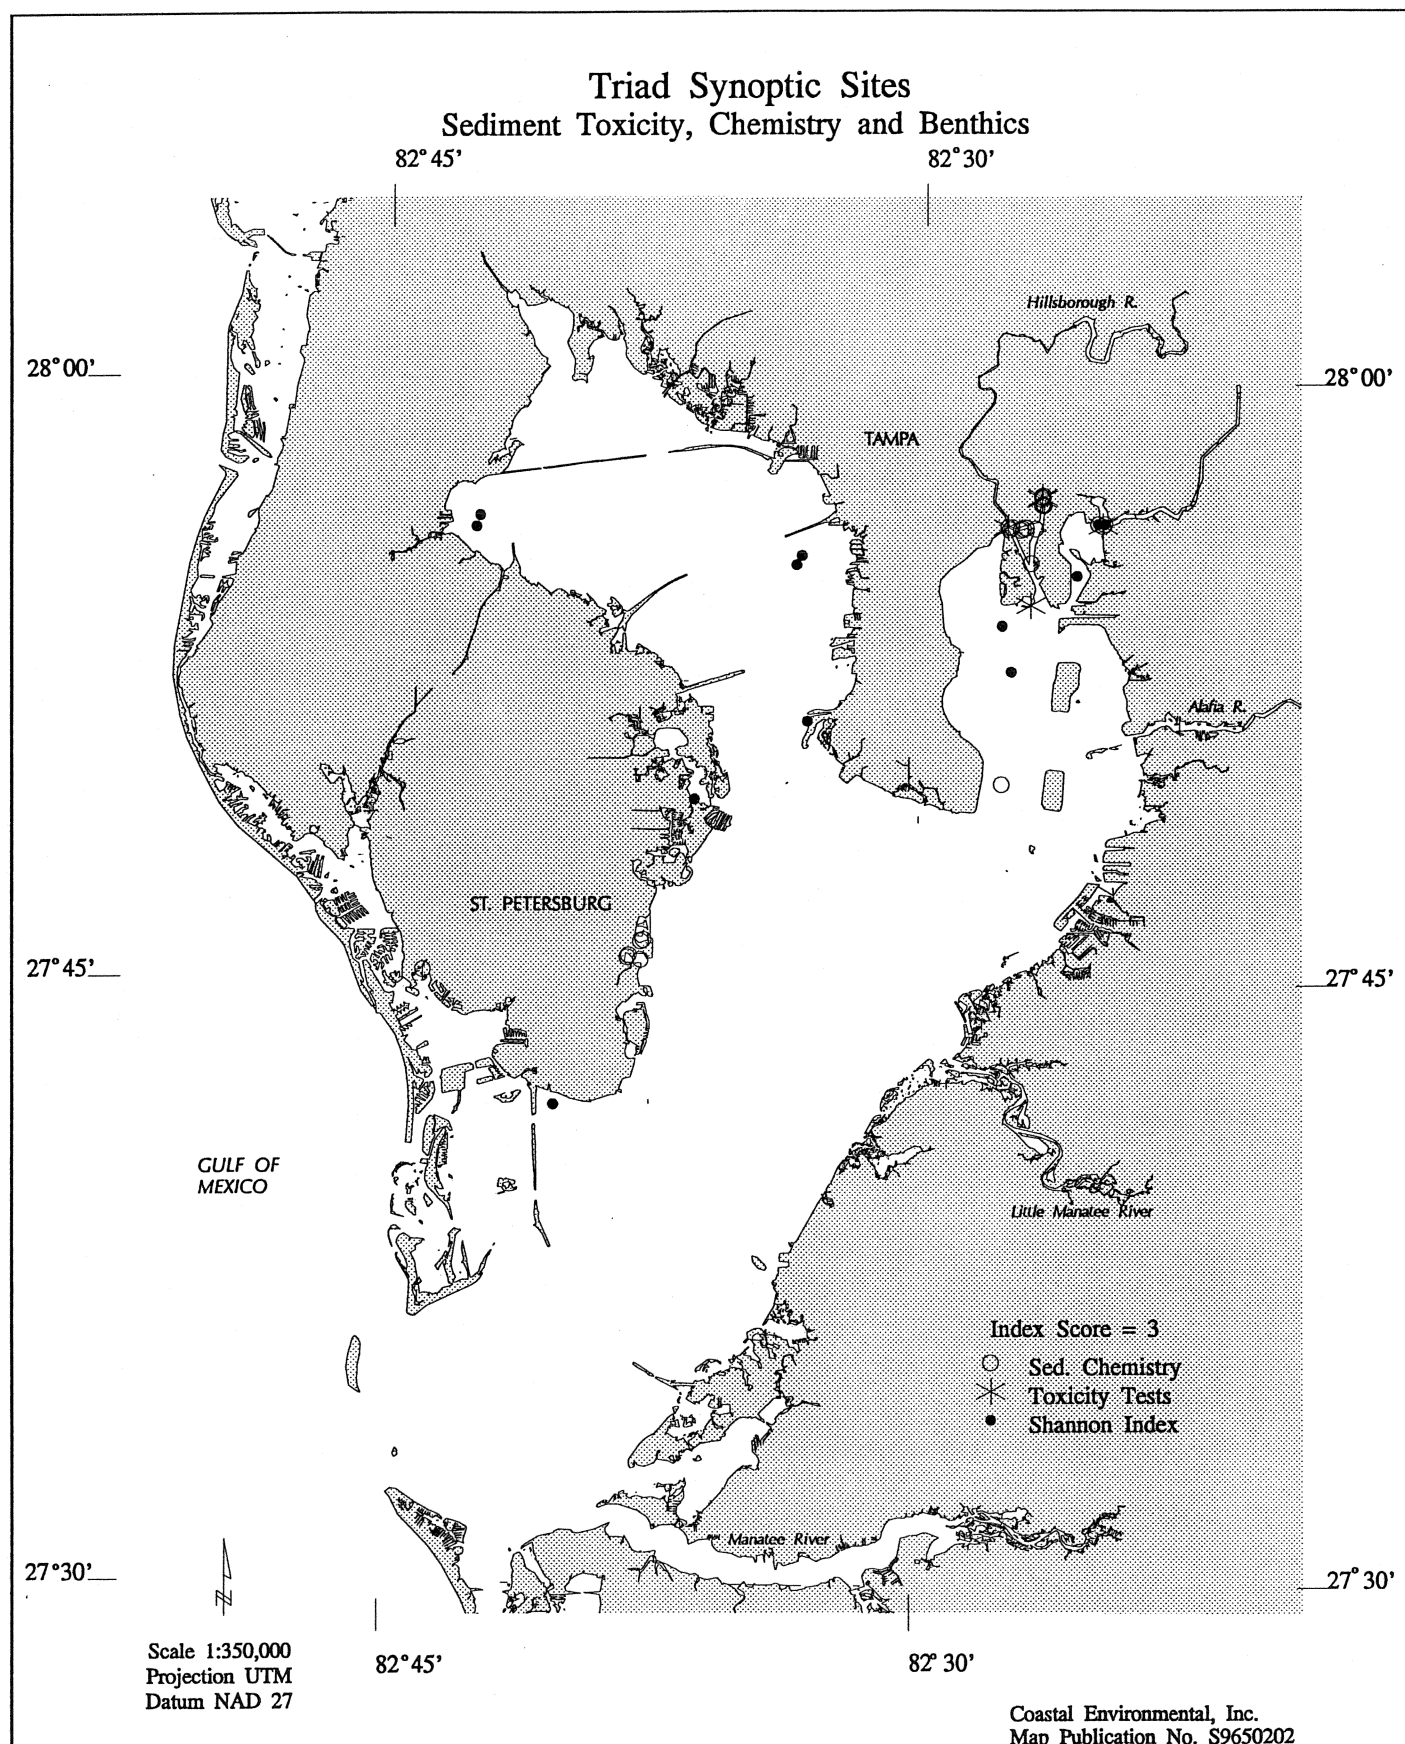 Triad Synoptic Sites
Sediment Toxicity, Chemistry and Benthics
82°45' 82°30'
Hillsborough R.
28°00' 28°00'
TAMPA
Alafia R.
ST. PETERSBURG
27°45' 27°45'
GULF OF
MEXICO
Little Manatee River
Index Score = 3
Sed. Chemistry
Toxicity Tests
Shannon Index
Manatee River
27°30' 27°30'
N
Scale 1:350,000
Projection UTM
Datum NAD 27
82°45' 82°30'
Coastal Environmental, Inc.
Map Publication No. S9650202